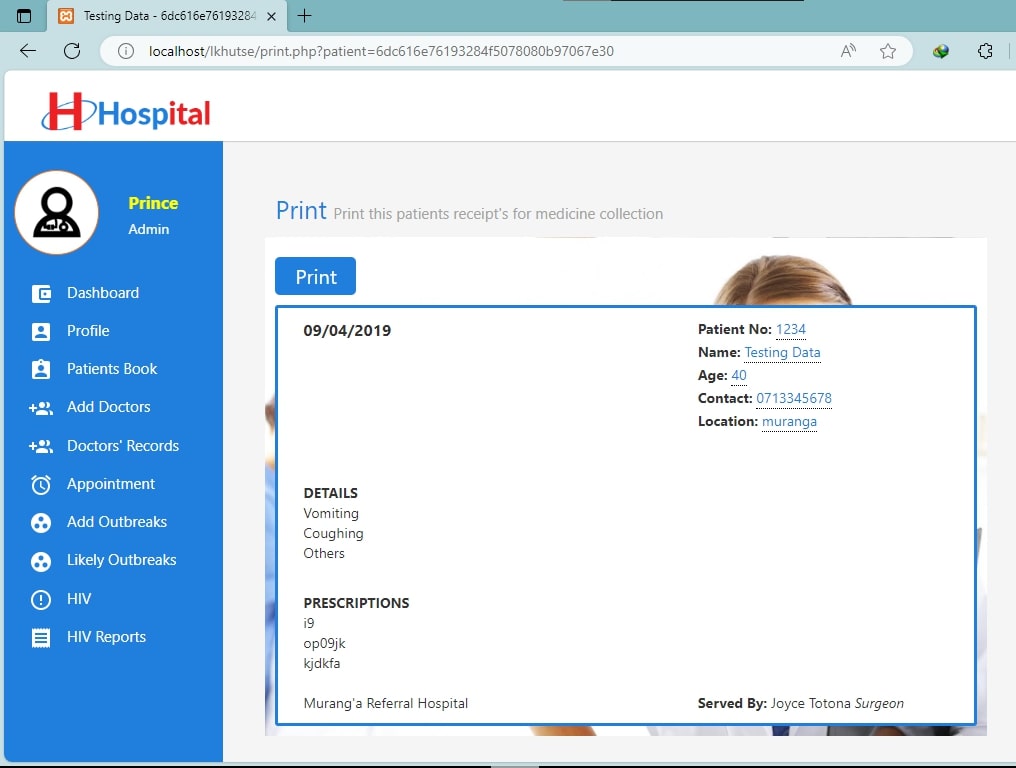 Testing Data - 6dc616e76193284
localhost/lkhutse/print.php?patient=6dc616e76193284f5078080b97067e30
Hospital
Prince
Admin
Dashboard
Profile
Patients Book
Add Doctors
Doctors' Records
Appointment
Add Outbreaks
Likely Outbreaks
HIV
HIV Reports
Print Print this patients receipt's for medicine collection
Print
09/04/2019
Patient No: 1234
Name: Testing Data
Age: 40
Contact: 0713345678
Location: muranga
DETAILS
Vomiting
Coughing
Others
PRESCRIPTIONS
i9
op09jk
kjdkfa
Murang'a Referral Hospital
Served By: Joyce Totona Surgeon